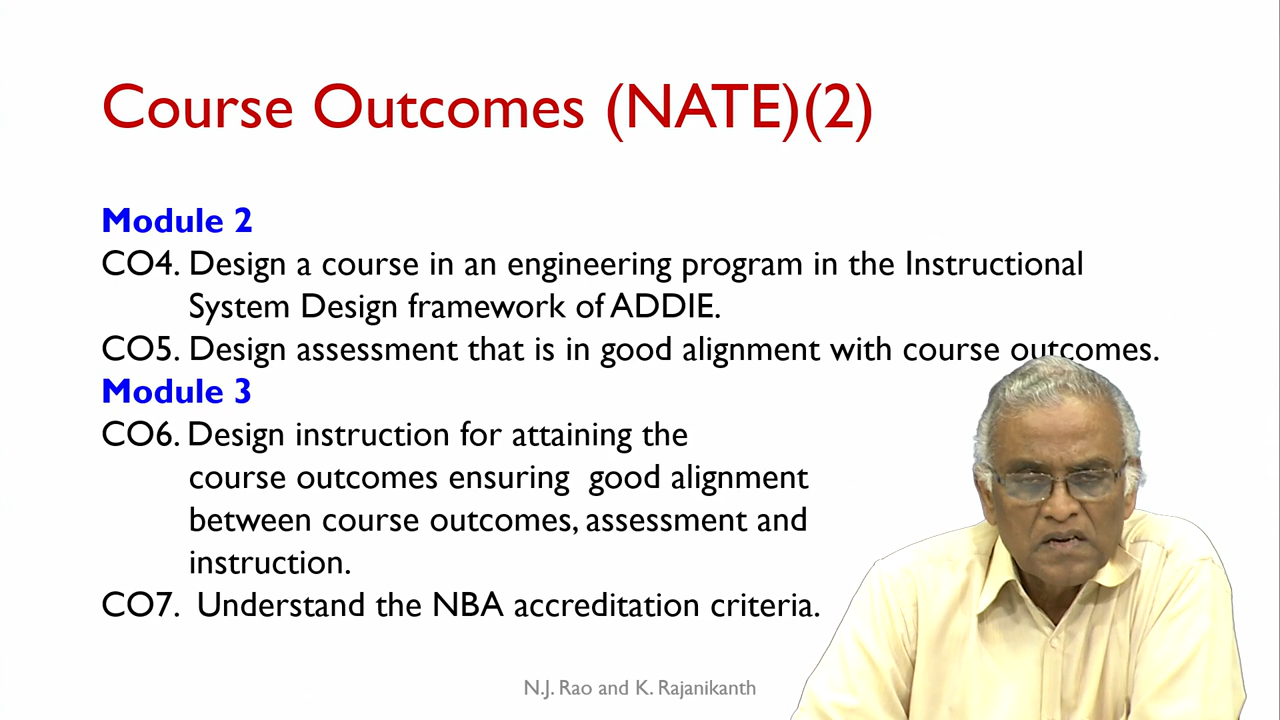 Course Outcomes (NATE)(2)
Module 2
CO4. Design a course in an engineering program in the Instructional
System Design framework of ADDIE.
CO5. Design assessment that is in good alignment with course outcomes.
Module 3
CO6. Design instruction for attaining the
course outcomes ensuring good alignment
between course outcomes, assessment and
instruction.
CO7. Understand the NBA accreditation criteria.
N.J. Rao and K. Rajanikanth